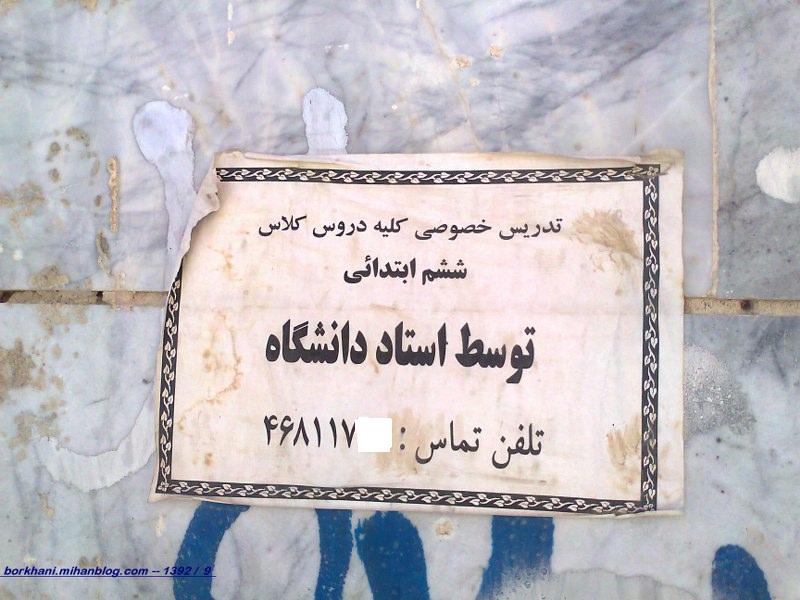 تدریس خصوصی کلیه دروس کلاس
ششم ابتدائی
توسط استاد دانشگاه
تلفن تماس : ۴۶۸۱۱۷
borkhani.mihanblog.com -- 1392 / 9